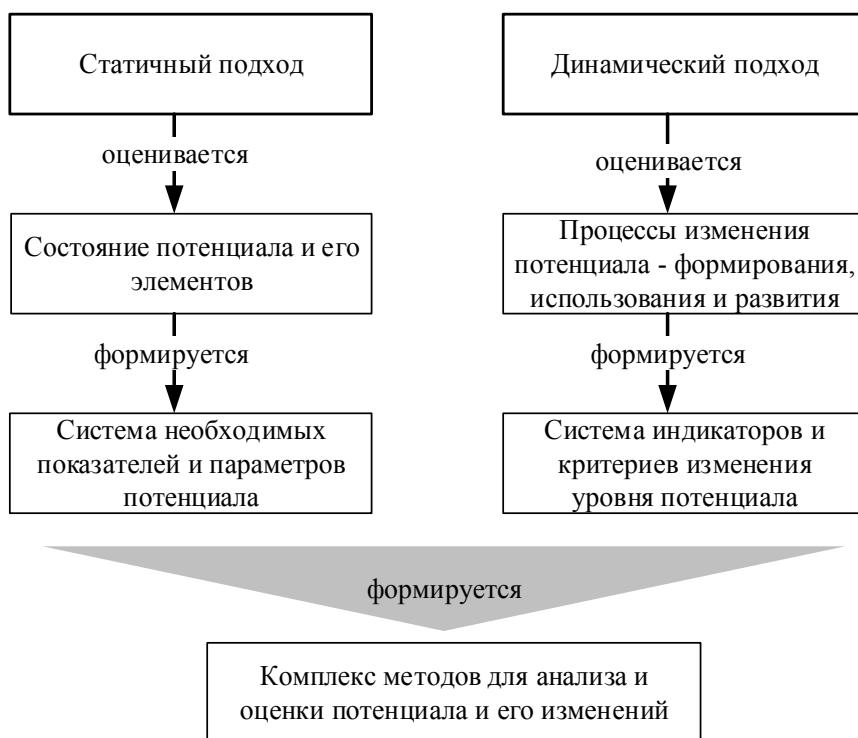 Статичный подход
оценивается
Состояние потенциала и его
элементов
формируется
Система необходимых
показателей и параметров
потенциала
Динамический подход
оценивается
Процессы изменения
потенциала - формирования,
использования и развития
формируется
Система индикаторов и
критериев изменения
уровня потенциала
формируется
Комплекс методов для анализа и
оценки потенциала и его изменений